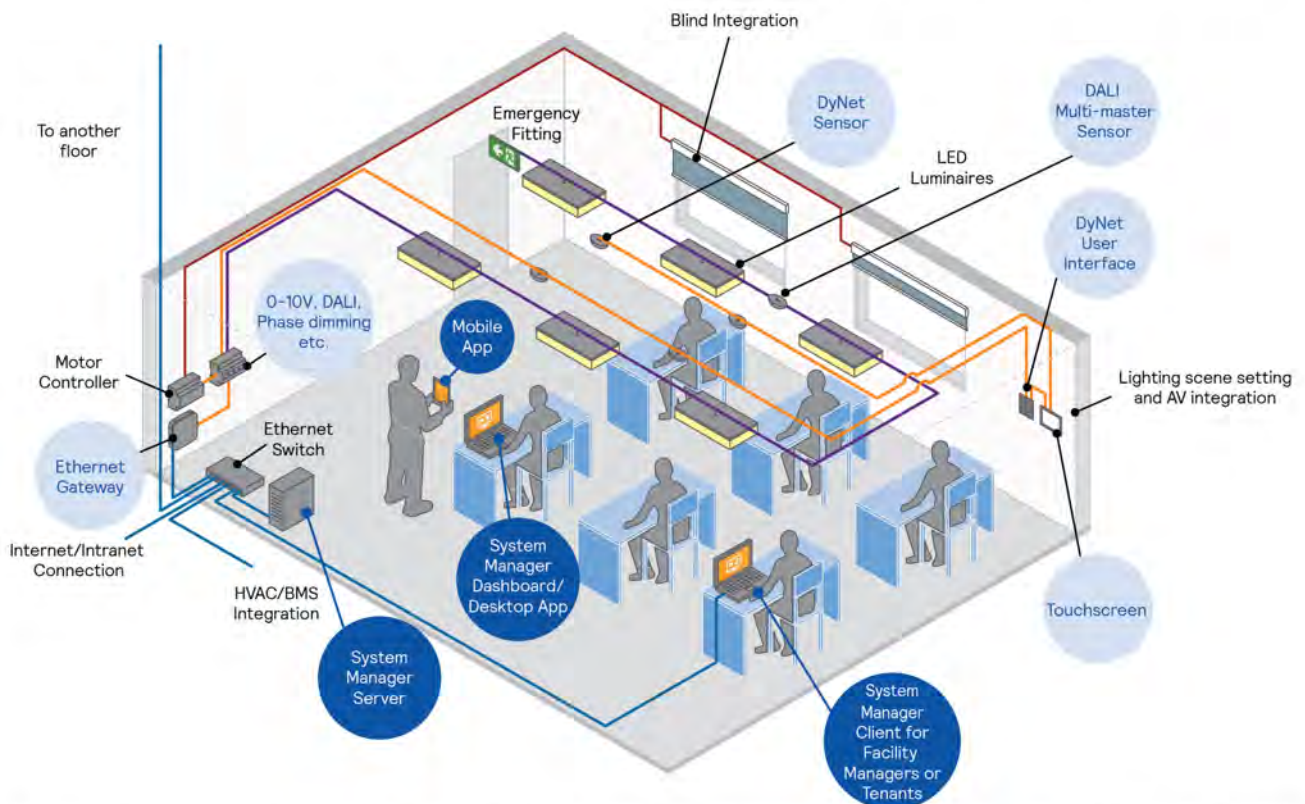 Blind Integration
To another
floor
Emergency
Fitting
DyNet
Sensor
DALI
Multi-master
Sensor
LED
Luminaires
DyNet
User
Interface
0-10V, DALI,
Phase dimming
etc.
Mobile
App
Motor
Controller
Lighting scene setting
and AV integration
Ethernet
Switch
Ethernet
Gateway
Internet/Intranet
Connection
HVAC/BMS
Integration
System
Manager
Dashboard/
Desktop App
Touchscreen
System
Manager
Server
System
Manager
Client for
Facility
Managers or
Tenants